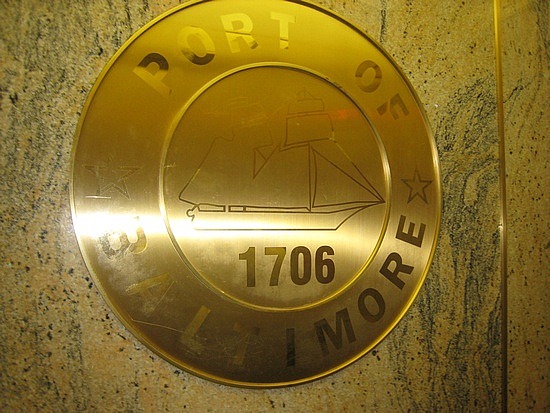 PORT OF
BALTIMORE
1706